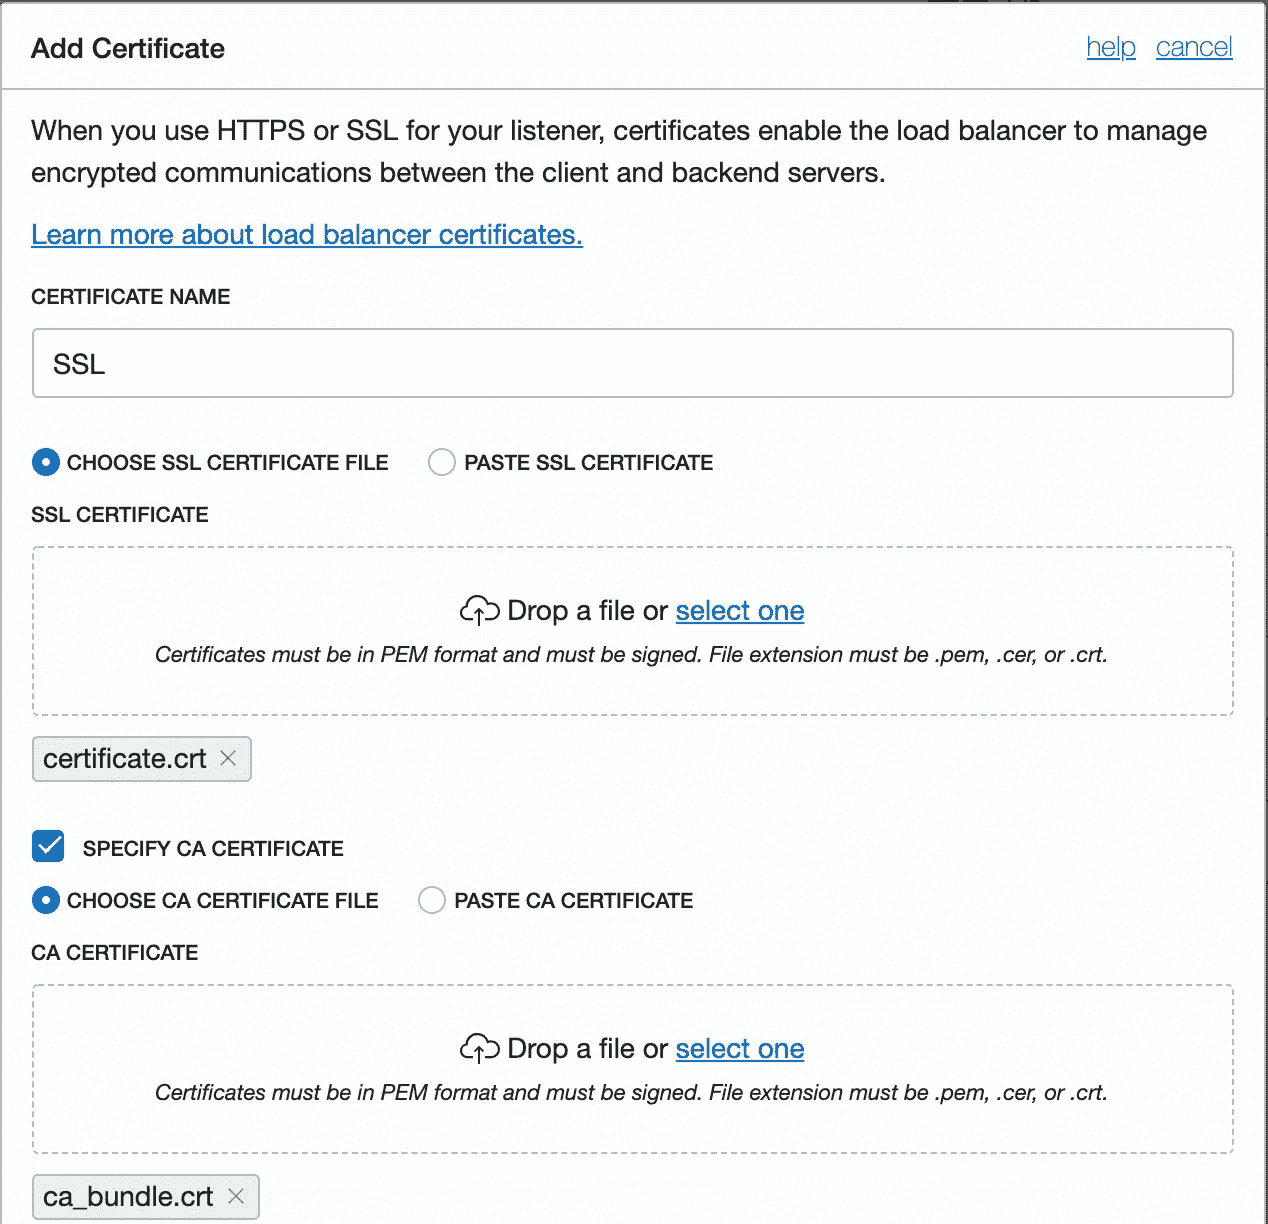 Add Certificate
help cancel
When you use HTTPS or SSL for your listener, certificates enable the load balancer to manage
encrypted communications between the client and backend servers.
Learn more about load balancer certificates.
CERTIFICATE NAME
SSL
CHOOSE SSL CERTIFICATE FILE PASTE SSL CERTIFICATE
SSL CERTIFICATE
Drop a file or select one
Certificates must be in PEM format and must be signed. File extension must be .pem, .cer, or .crt.
certificate.crt
SPECIFY CA CERTIFICATE
CHOOSE CA CERTIFICATE FILE PASTE CA CERTIFICATE
CA CERTIFICATE
Drop a file or select one
Certificates must be in PEM format and must be signed. File extension must be .pem, .cer, or .crt.
ca_bundle.crt